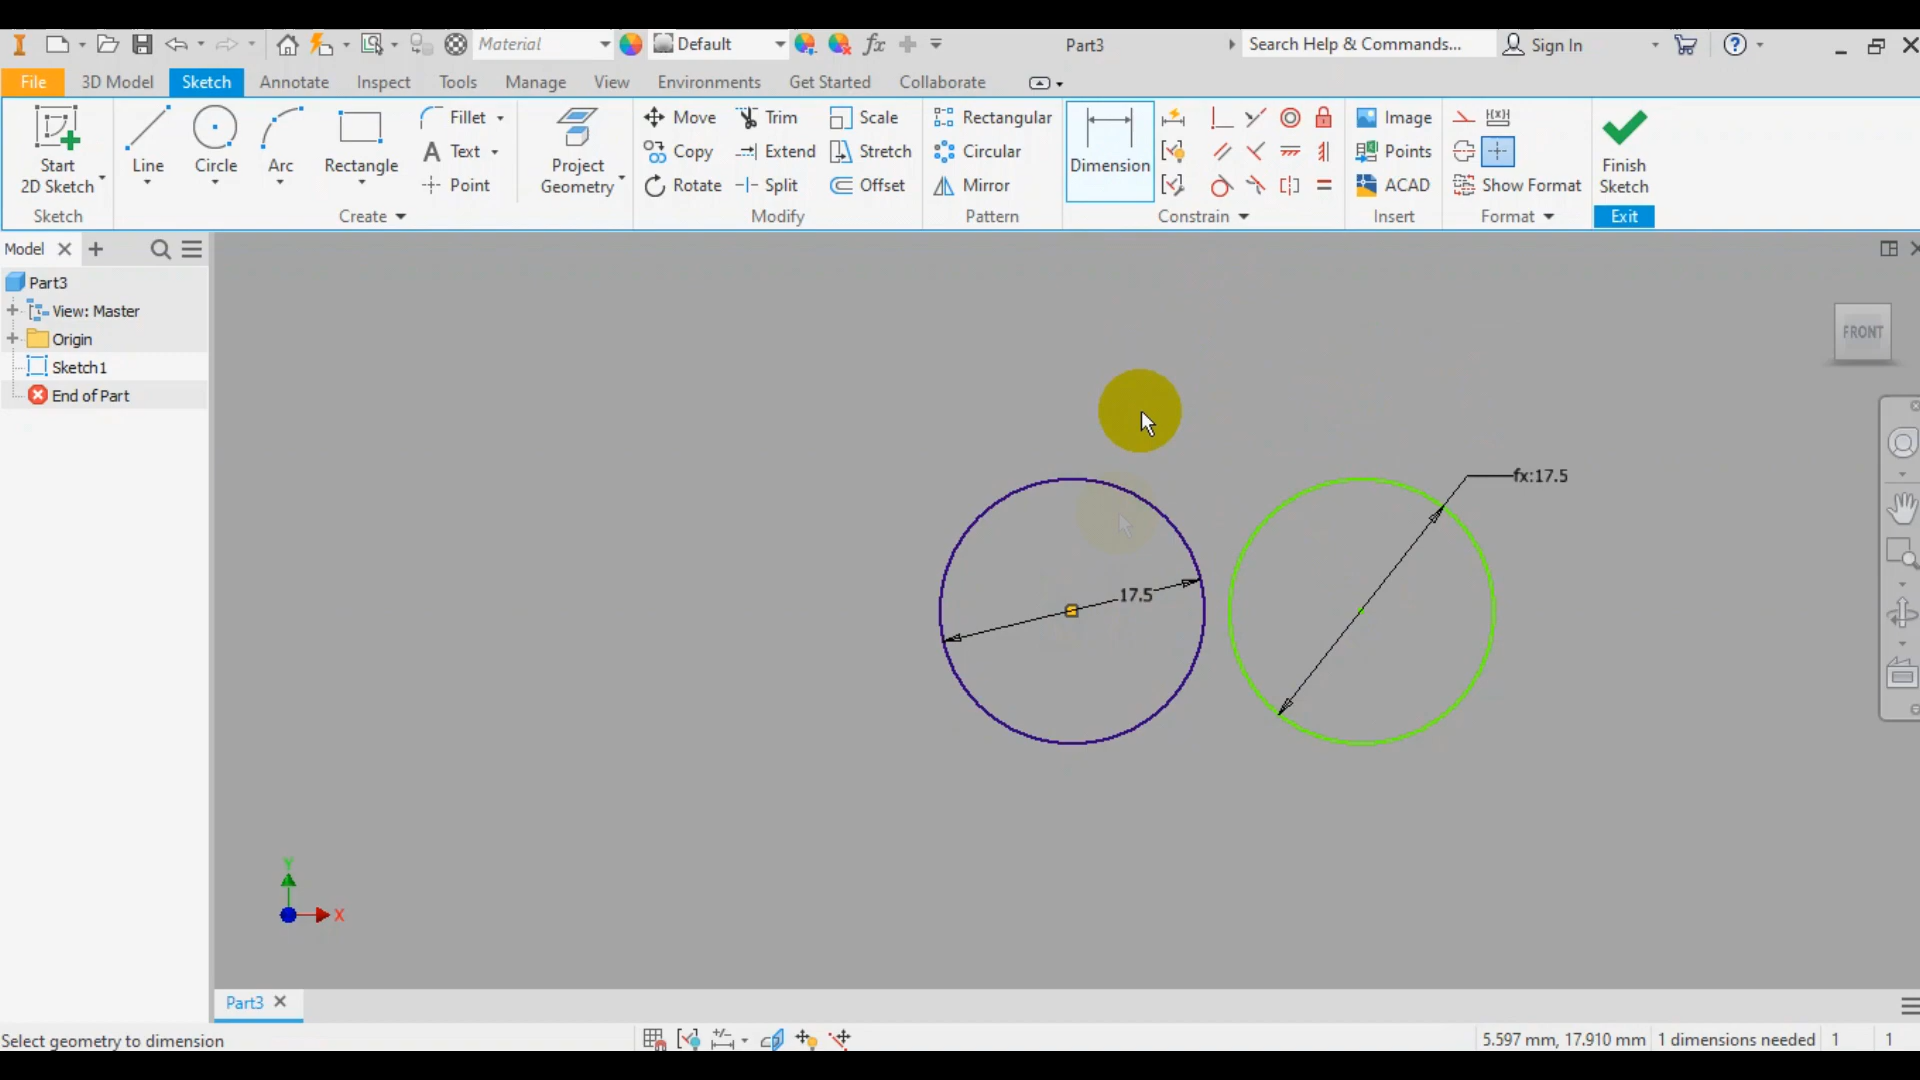 Material
Default
Part3
Search Help & Commands...
Sign In
File
3D Model
Sketch
Annotate
Inspect
Tools
Manage
View
Environments
Get Started
Collaborate
Start
2D Sketch
Line
Circle
Arc
Rectangle
Fillet
Text
Point
Project
Geometry
Move
Copy
Rotate
Trim
Extend
Split
Scale
Stretch
Offset
Rectangular
Circular
Mirror
Dimension
Image
Points
ACAD
Show Format
Finish
Sketch
Sketch
Create
Modify
Pattern
Constrain
Insert
Format
Exit
Model
Part3
View: Master
Origin
Sketch1
End of Part
FRONT
fx:17.5
17.5
Y
X
Part3
Select geometry to dimension
5.597 mm, 17.910 mm
1 dimensions needed
1
1